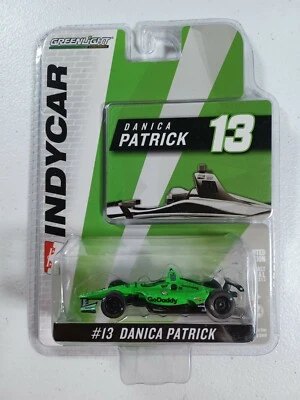 GREENLIGHT
INDYCAR
DANICA
PATRICK
13
GoDaddy
#13 DANICA PATRICK